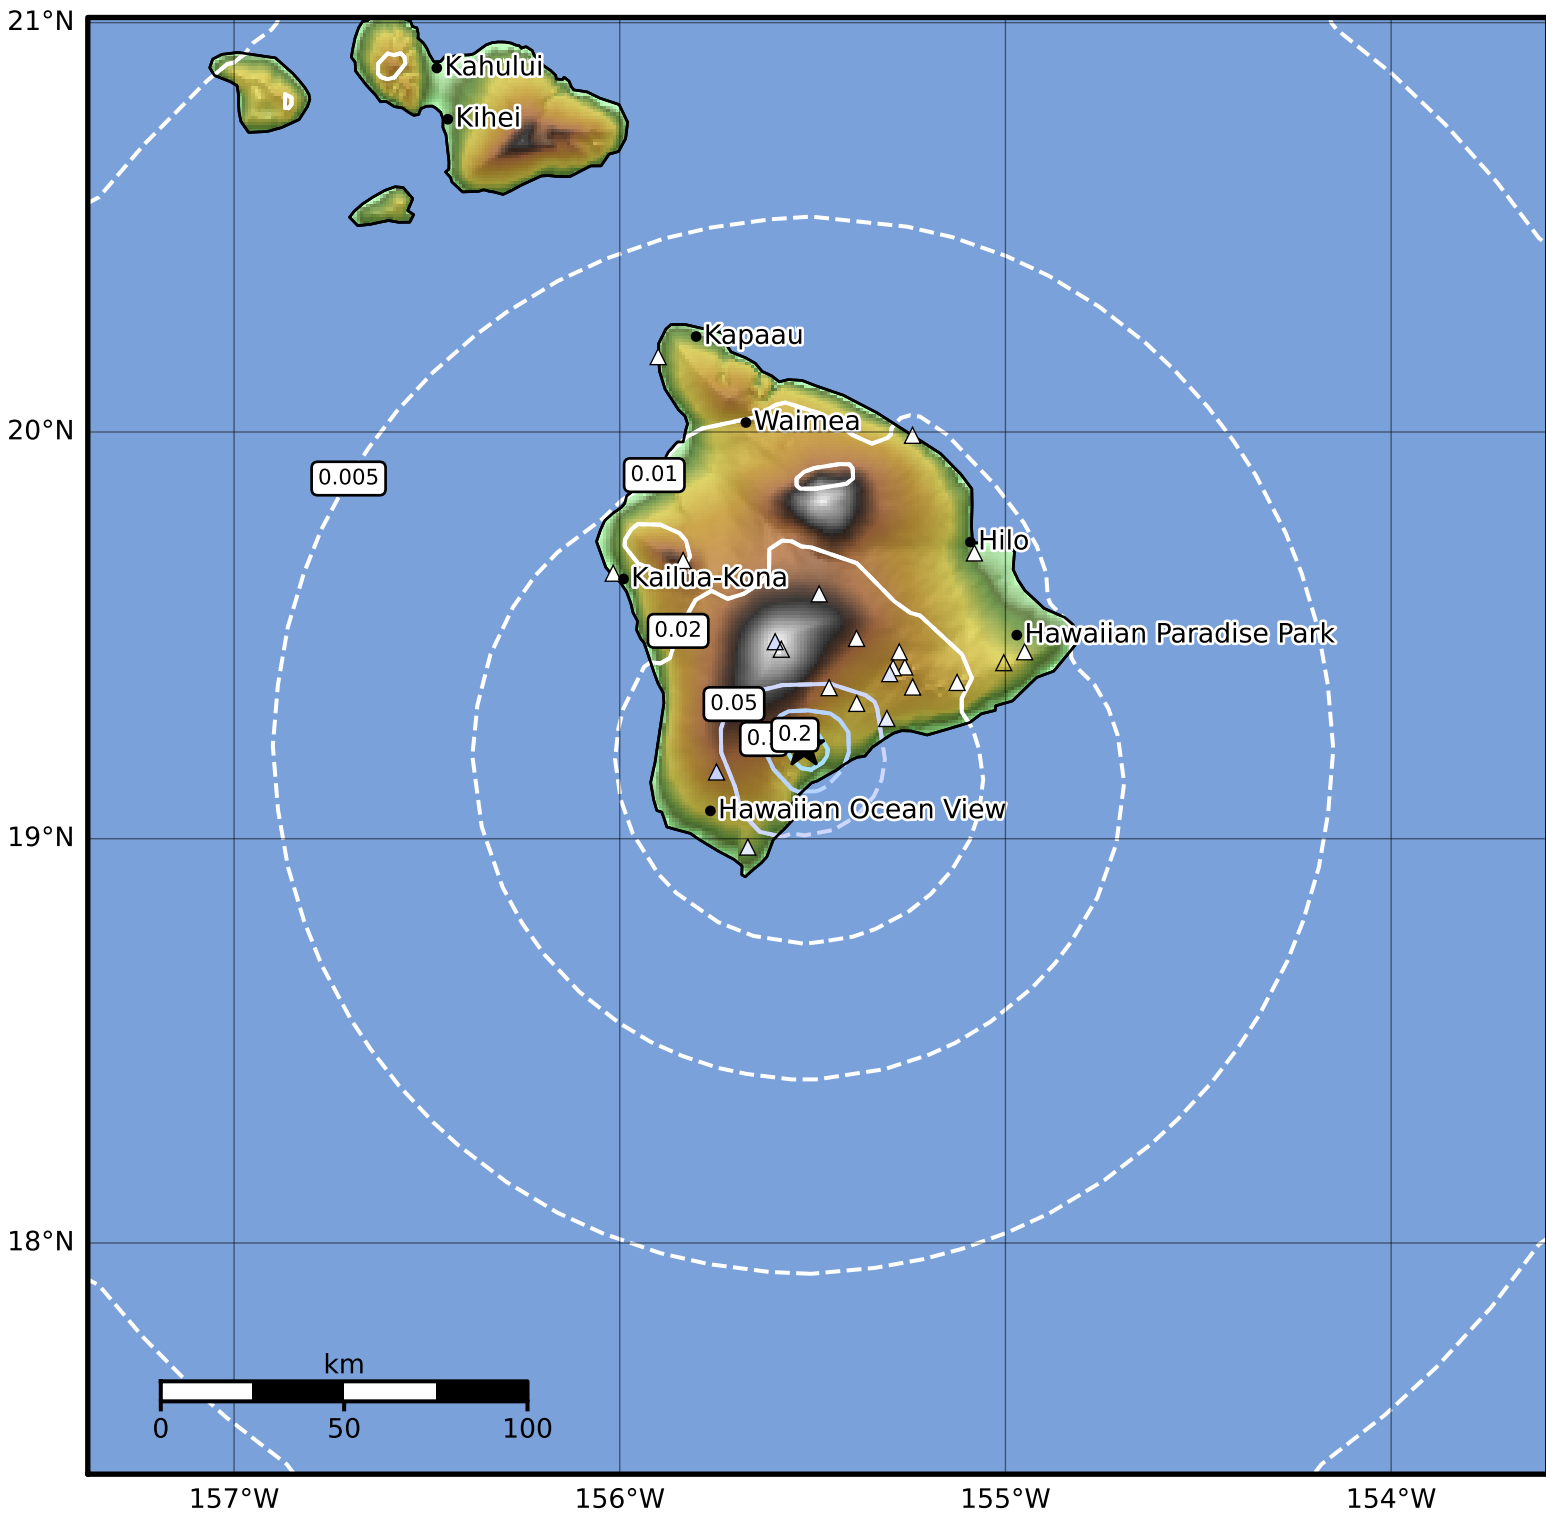 21°N
Kahului
Kihei
Kapaau
20°N
Waimea
0.005
0.01
Hilo
Kailua-Kona
0.02
Hawaiian Paradise Park
0.05
0.2
Hawaiian Ocean View
19°N
18°N
km
0 50 100
157°W 156°W 155°W 154°W